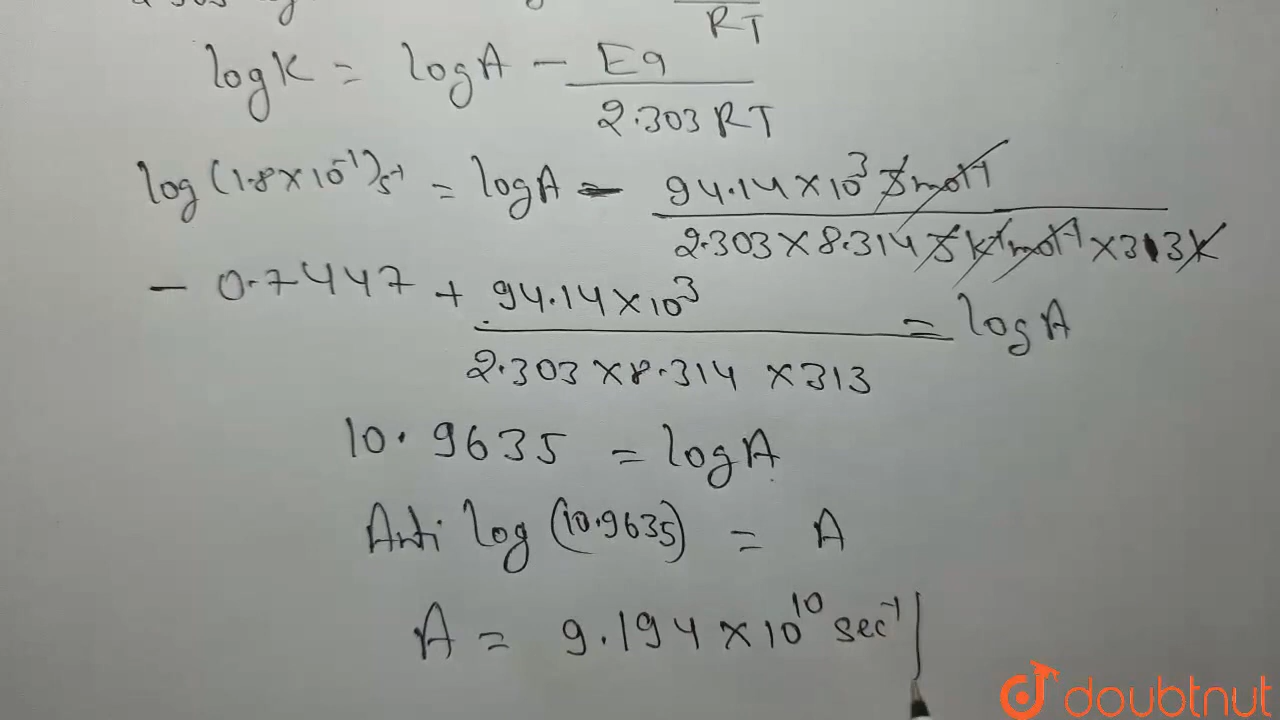 RT
log K = log A - Ea
2.303 RT
log (1.8 × 10⁻¹) s⁻¹ = log A - 94.14 × 10³ J mol⁻¹
2.303 × 8.314 J K⁻¹ mol⁻¹ × 313 K
- 0.7447 + 94.14 × 10³ = log A
2.303 × 8.314 × 313
10.9635 = log A
Anti log (10.9635) = A
A = 9.194 × 10¹⁰ sec⁻¹
doubtnut